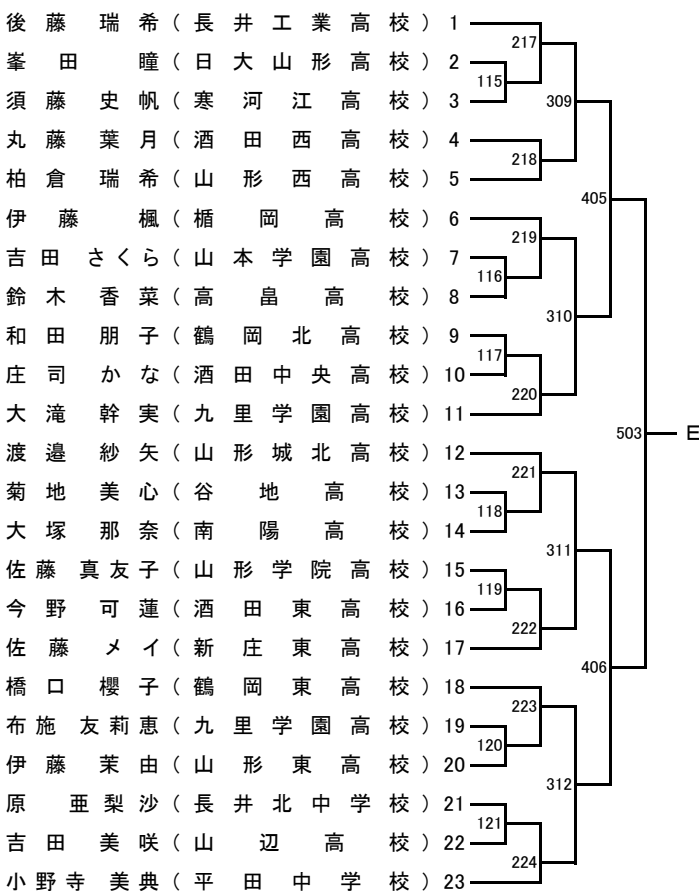 後藤 瑞希（長井工業高校）1
峯田 瞳（日大山形高校）2
須藤 史帆（寒河江高校）3
丸藤 葉月（酒田西高校）4
柏倉 瑞希（山形西高校）5
伊藤 楓（楯岡高校）6
吉田 さくら（山本学園高校）7
鈴木 香菜（高畠高校）8
和田 朋子（鶴岡北高校）9
庄司 かな（酒田中央高校）10
大滝 幹実（九里学園高校）11
渡邉 紗矢（山形城北高校）12
菊地 美心（谷地高校）13
大塚 那奈（南陽高校）14
佐藤 真友子（山形学院高校）15
今野 可蓮（酒田東高校）16
佐藤 メイ（新庄東高校）17
橋口 櫻子（鶴岡東高校）18
布施 友莉恵（九里学園高校）19
伊藤 茉由（山形東高校）20
原 亜梨沙（長井北中学校）21
吉田 美咲（山辺高校）22
小野寺 美典（平田中学校）23
115
116
117
118
119
120
121
217
218
219
220
221
222
223
224
309
310
311
312
405
406
503
E